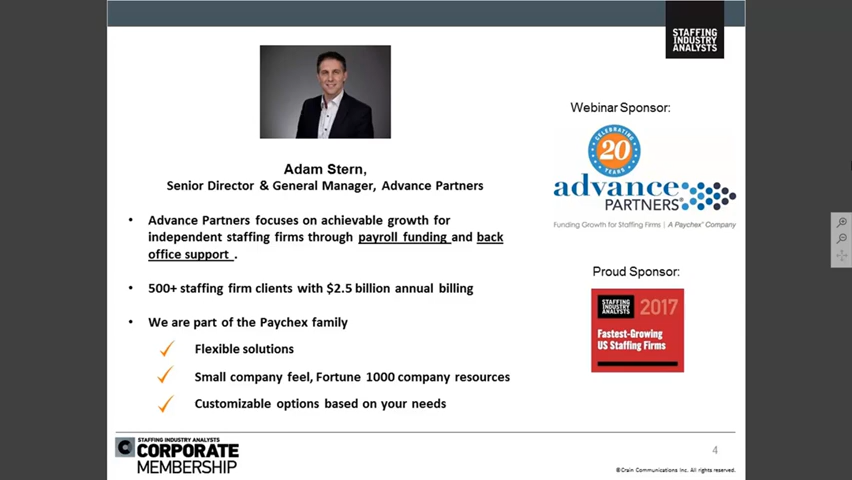 STAFFING
INDUSTRY
ANALYSTS
Adam Stern,
Senior Director & General Manager, Advance Partners
• Advance Partners focuses on achievable growth for
independent staffing firms through payroll funding and back
office support .
• 500+ staffing firm clients with $2.5 billion annual billing
• We are part of the Paychex family
Flexible solutions
Small company feel, Fortune 1000 company resources
Customizable options based on your needs
Webinar Sponsor:
CELEBRATING
20
YEARS
advance
PARTNERS®
Funding Growth for Staffing Firms | A Paychex® Company
Proud Sponsor:
STAFFING
INDUSTRY
ANALYSTS
2017
Fastest-Growing
US Staffing Firms
C
STAFFING INDUSTRY ANALYSTS
CORPORATE
MEMBERSHIP
4
©Crain Communications Inc. All rights reserved.